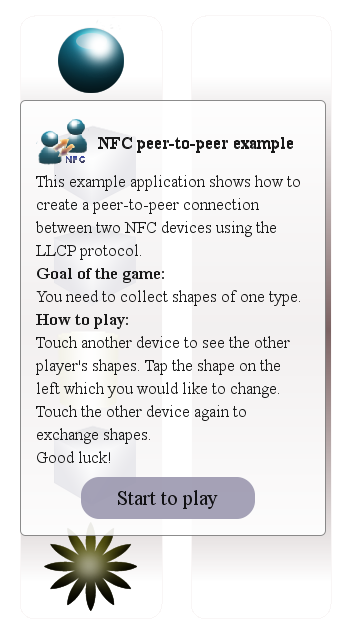 NFC
NFC peer-to-peer example
This example application shows how to
create a peer-to-peer connection
between two NFC devices using the
LLCP protocol.
Goal of the game:
You need to collect shapes of one type.
How to play:
Touch another device to see the other
player's shapes. Tap the shape on the
left which you would like to change.
Touch the other device again to
exchange shapes.
Good luck!
Start to play